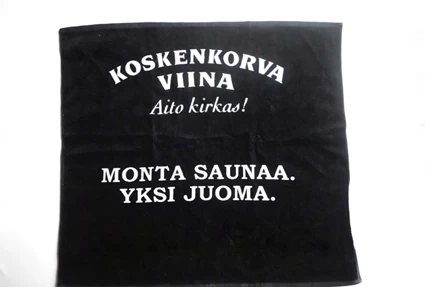 KOSKENKORVA
VIINA
Aito kirkas!
MONTA SAUNAA.
YKSI JUOMA.